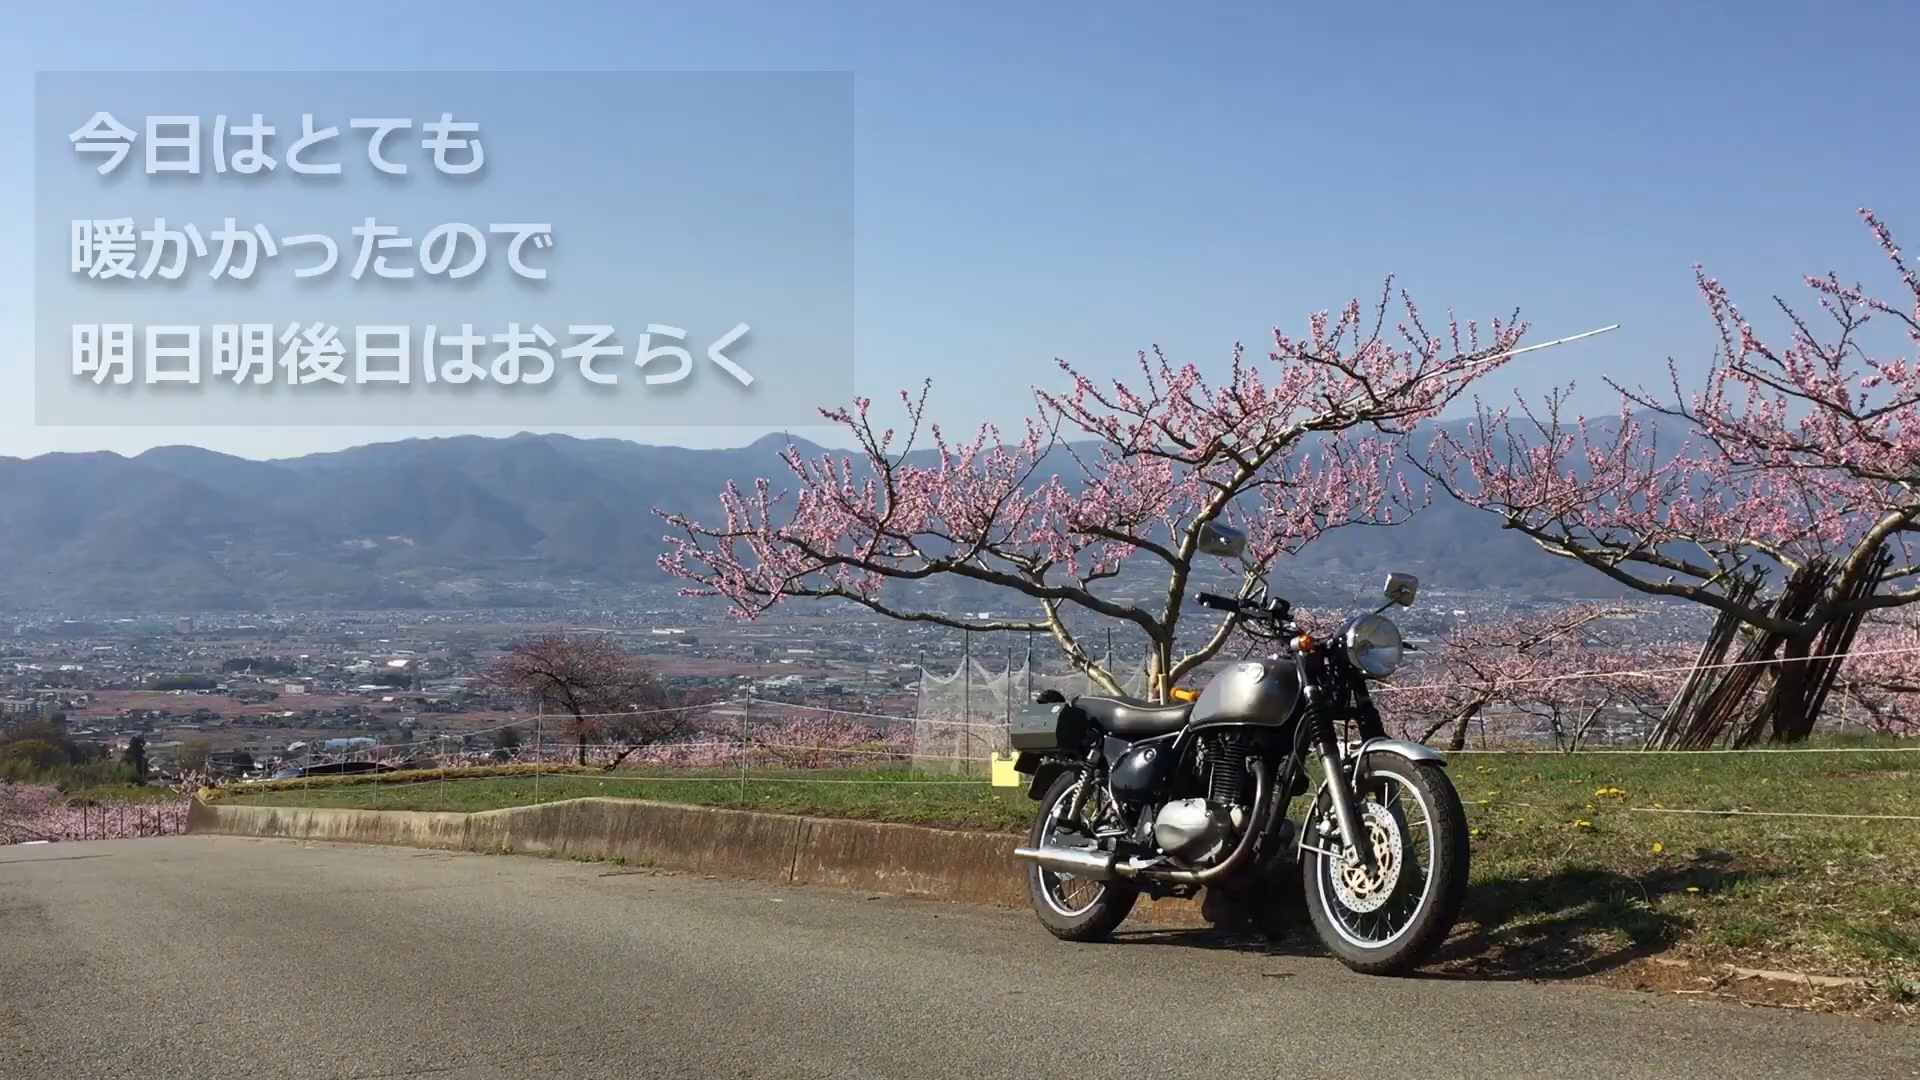 今日はとても
暖かかったので
明日明後日はおそらく